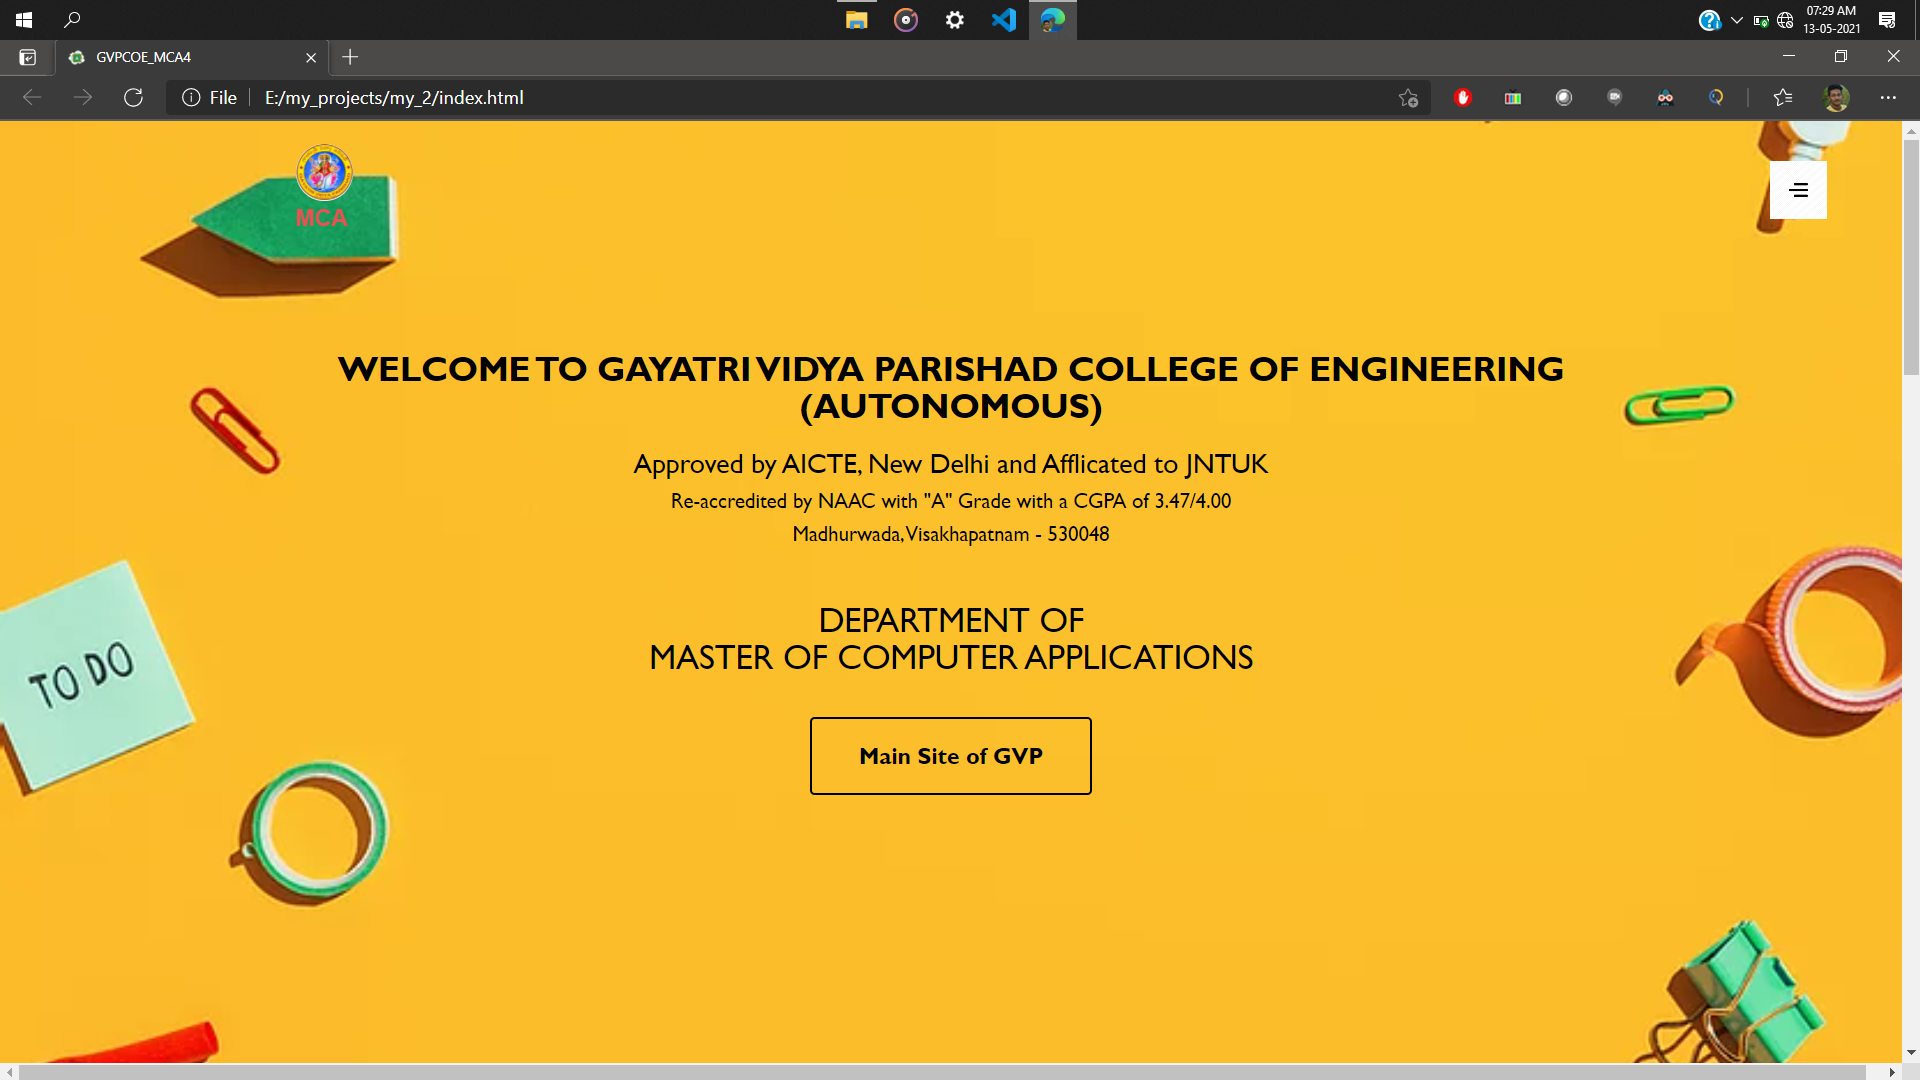 07:29 AM
13-05-2021
GVPCOE_MCA4
File
E:/my_projects/my_2/index.html
MCA
WELCOME TO GAYATRI VIDYA PARISHAD COLLEGE OF ENGINEERING
(AUTONOMOUS)
Approved by AICTE, New Delhi and Afflicated to JNTUK
Re-accredited by NAAC with "A" Grade with a CGPA of 3.47/4.00
Madhurwada,Visakhapatnam - 530048
TO DO
DEPARTMENT OF
MASTER OF COMPUTER APPLICATIONS
Main Site of GVP